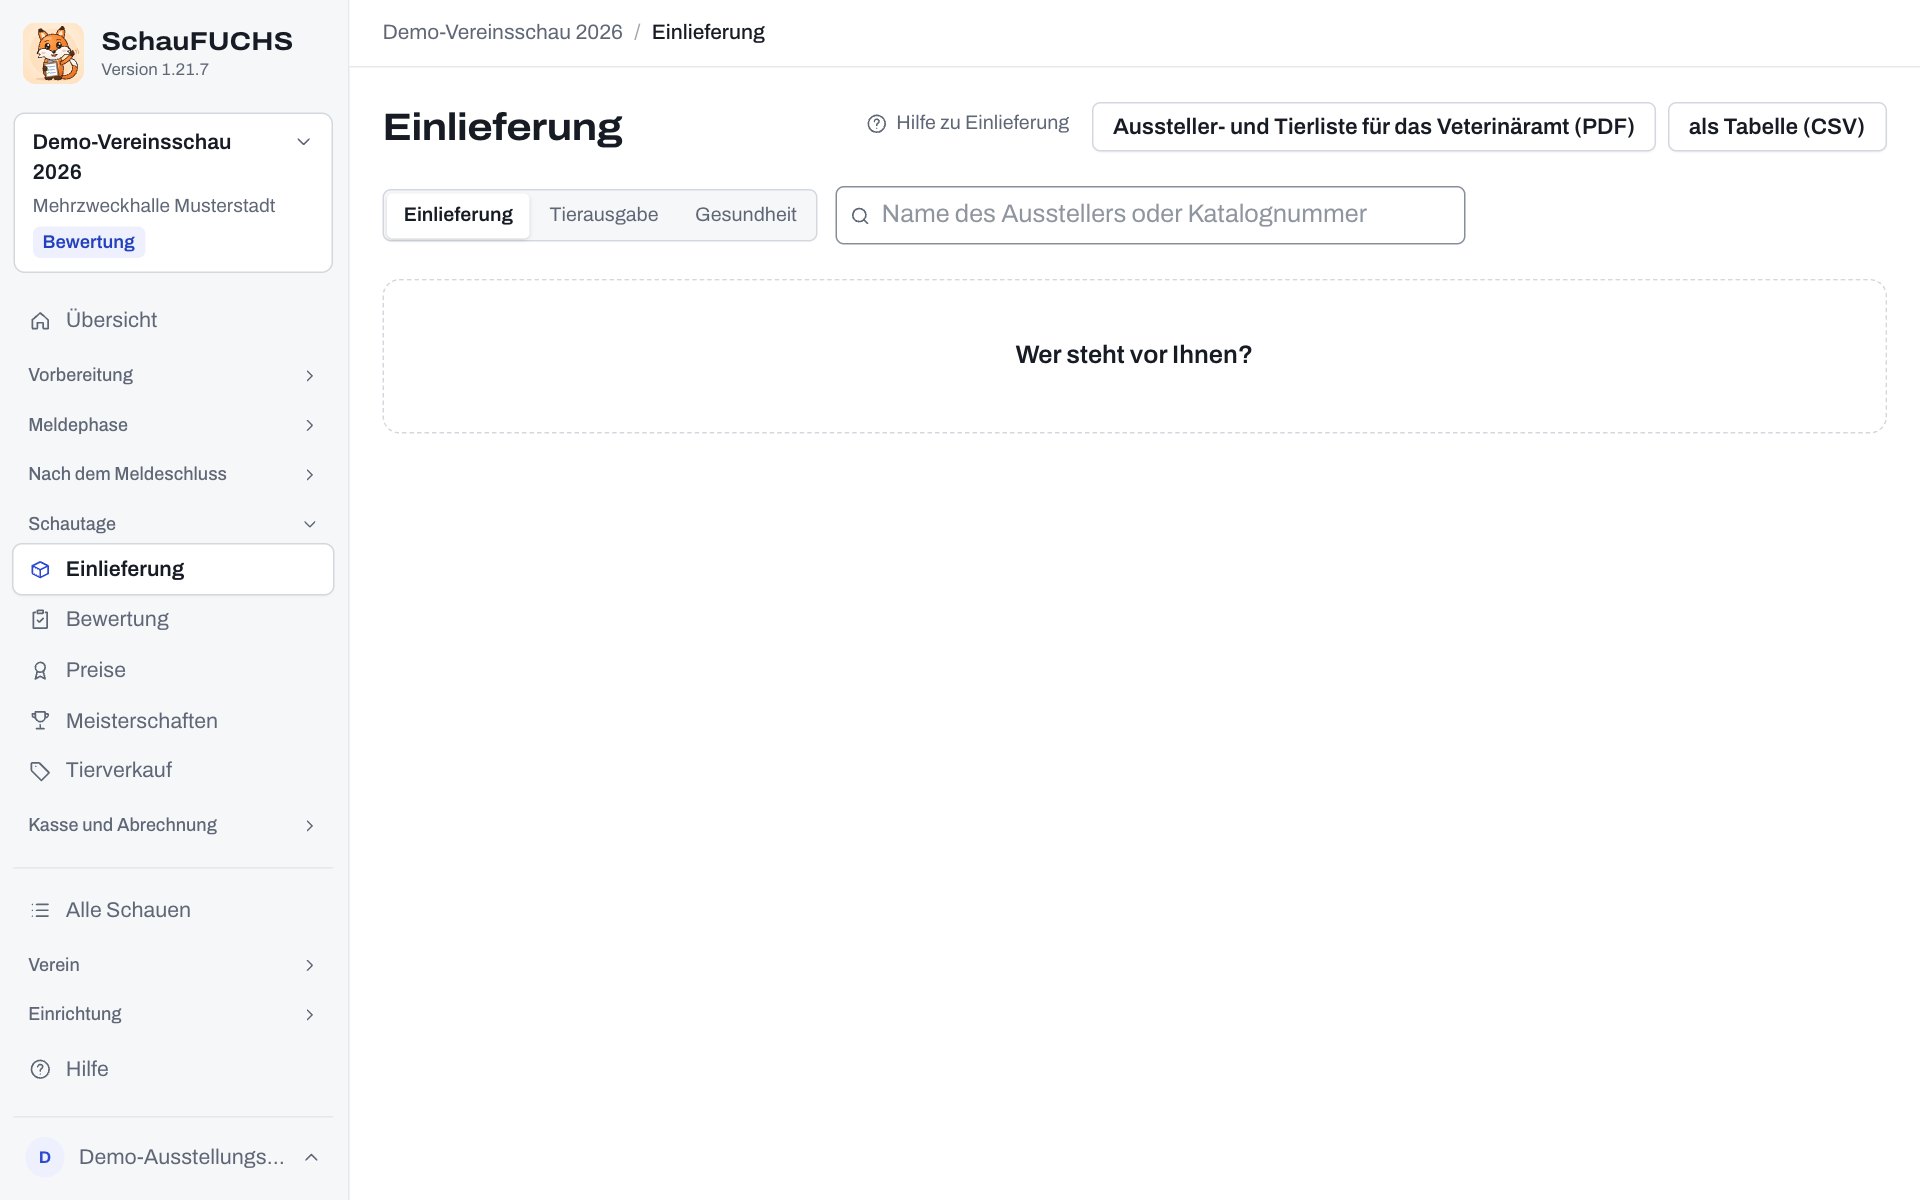 SchauFUCHS
Version 1.21.7
Demo-Vereinsschau
2026
Mehrzweckhalle Musterstadt
Bewertung
Übersicht
Vorbereitung
Meldephase
Nach dem Meldeschluss
Schautage
Einlieferung
Bewertung
Preise
Meisterschaften
Tierverkauf
Kasse und Abrechnung
Alle Schauen
Verein
Einrichtung
Hilfe
D Demo-Ausstellungs...
Demo-Vereinsschau 2026 / Einlieferung
Einlieferung
Hilfe zu Einlieferung
Aussteller- und Tierliste für das Veterinäramt (PDF)
als Tabelle (CSV)
Einlieferung Tierausgabe Gesundheit
Name des Ausstellers oder Katalognummer
Wer steht vor Ihnen?